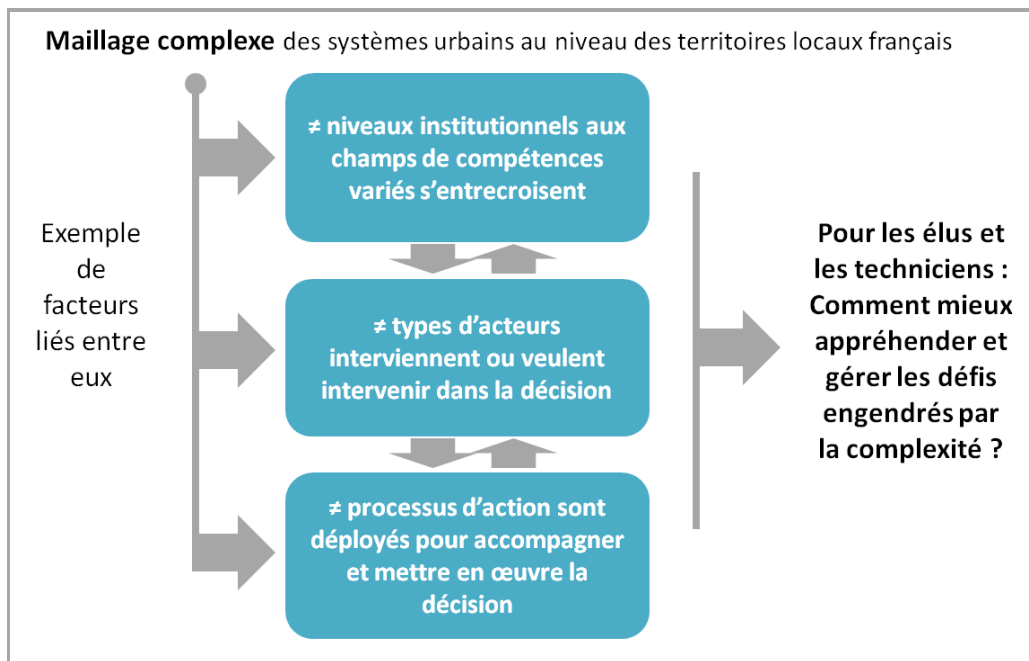 Maillage complexe des systèmes urbains au niveau des territoires locaux français
≠ niveaux institutionnels aux
champs de compétences
variés s’entrecroisent
Exemple
de
facteurs
liés entre
eux
≠ types d’acteurs
interviennent ou veulent
intervenir dans la décision
≠ processus d’action sont
déployés pour accompagner
et mettre en œuvre la
décision
Pour les élus et
les techniciens :
Comment mieux
appréhender et
gérer les défis
engendrés par
la complexité ?